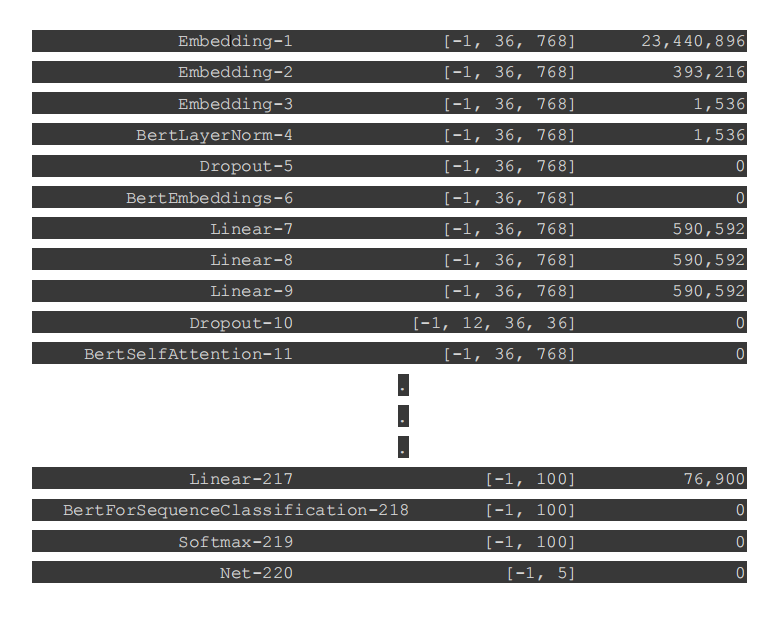 Embedding-1 [-1, 36, 768] 23,440,896
Embedding-2 [-1, 36, 768] 393,216
Embedding-3 [-1, 36, 768] 1,536
BertLayerNorm-4 [-1, 36, 768] 1,536
Dropout-5 [-1, 36, 768] 0
BertEmbeddings-6 [-1, 36, 768] 0
Linear-7 [-1, 36, 768] 590,592
Linear-8 [-1, 36, 768] 590,592
Linear-9 [-1, 36, 768] 590,592
Dropout-10 [-1, 12, 36, 36] 0
BertSelfAttention-11 [-1, 36, 768] 0
.
.
.
Linear-217 [-1, 100] 76,900
BertForSequenceClassification-218 [-1, 100] 0
Softmax-219 [-1, 100] 0
Net-220 [-1, 5] 0